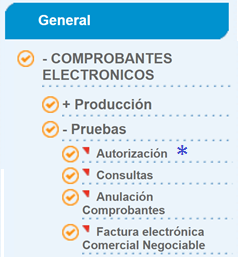 General
- COMPROBANTES
ELECTRONICOS
+ Producción
- Pruebas
Autorización *
Consultas
Anulación
Comprobantes
Factura electrónica
Comercial Negociable